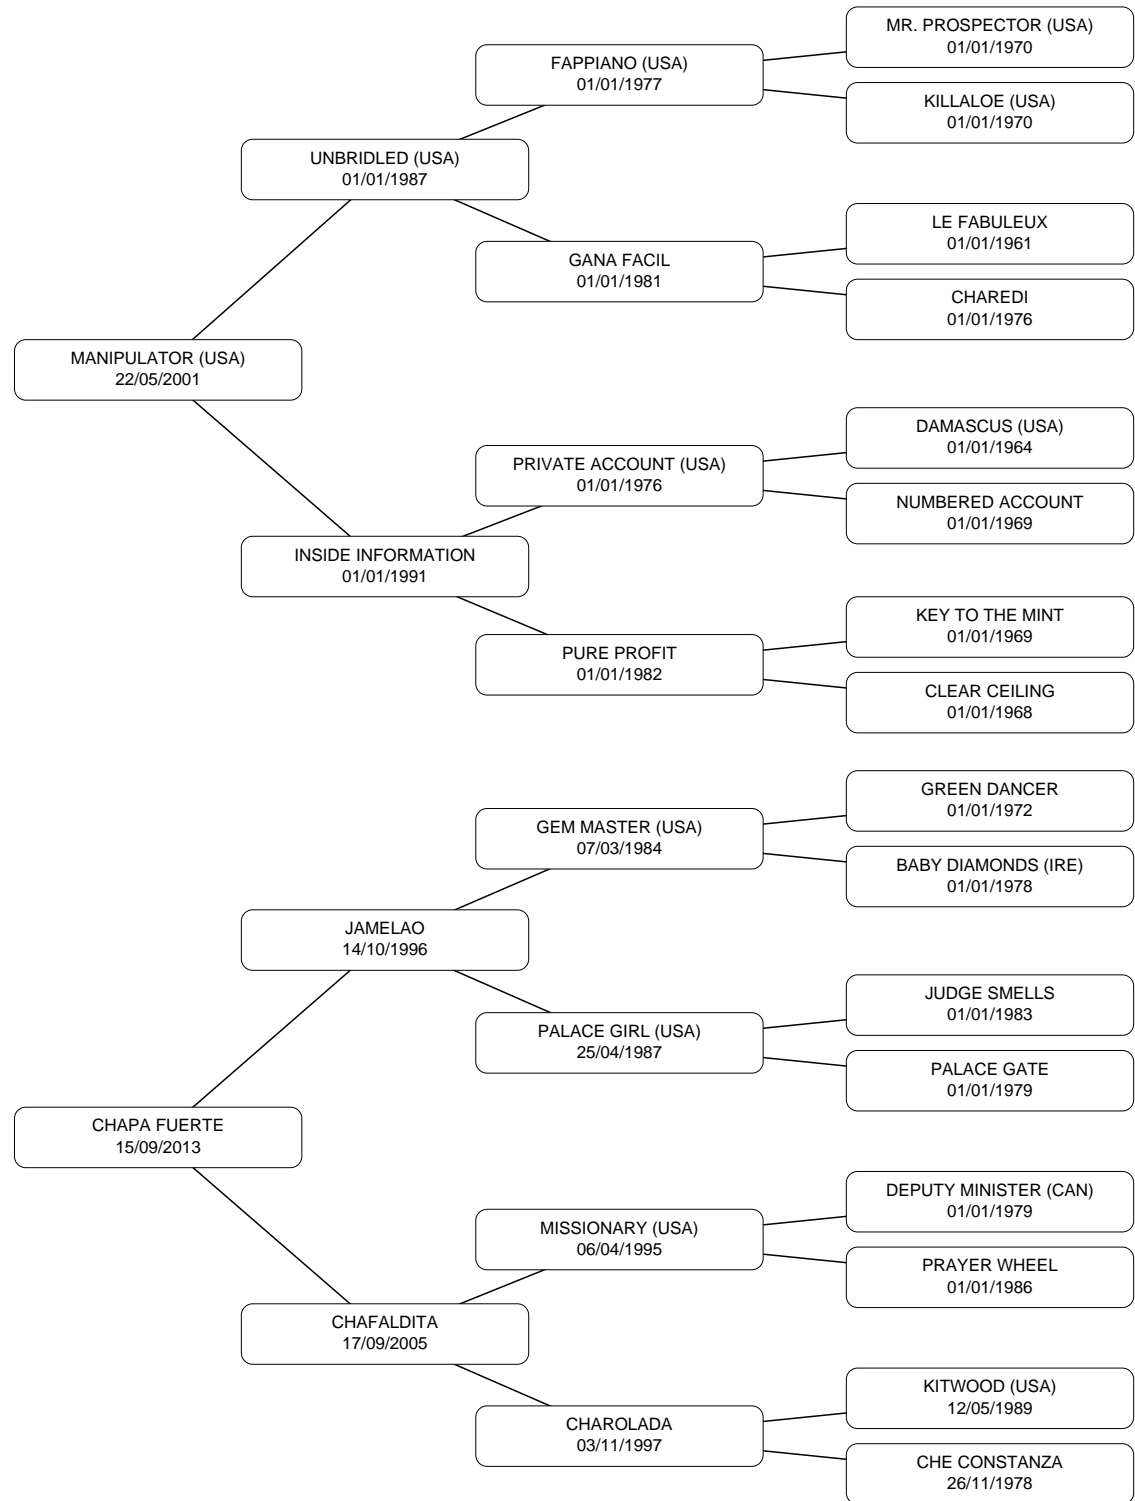 MR. PROSPECTOR (USA)
01/01/1970
FAPPIANO (USA)
01/01/1977
KILLALOE (USA)
01/01/1970
UNBRIDLED (USA)
01/01/1987
LE FABULEUX
01/01/1961
GANA FACIL
01/01/1981
CHAREDI
01/01/1976
MANIPULATOR (USA)
22/05/2001
DAMASCUS (USA)
01/01/1964
PRIVATE ACCOUNT (USA)
01/01/1976
NUMBERED ACCOUNT
01/01/1969
INSIDE INFORMATION
01/01/1991
KEY TO THE MINT
01/01/1969
PURE PROFIT
01/01/1982
CLEAR CEILING
01/01/1968
GREEN DANCER
01/01/1972
GEM MASTER (USA)
07/03/1984
BABY DIAMONDS (IRE)
01/01/1978
JAMELAO
14/10/1996
JUDGE SMELLS
01/01/1983
PALACE GIRL (USA)
25/04/1987
PALACE GATE
01/01/1979
CHAPA FUERTE
15/09/2013
DEPUTY MINISTER (CAN)
01/01/1979
MISSIONARY (USA)
06/04/1995
PRAYER WHEEL
01/01/1986
CHAFALDITA
17/09/2005
KITWOOD (USA)
12/05/1989
CHAROLADA
03/11/1997
CHE CONSTANZA
26/11/1978